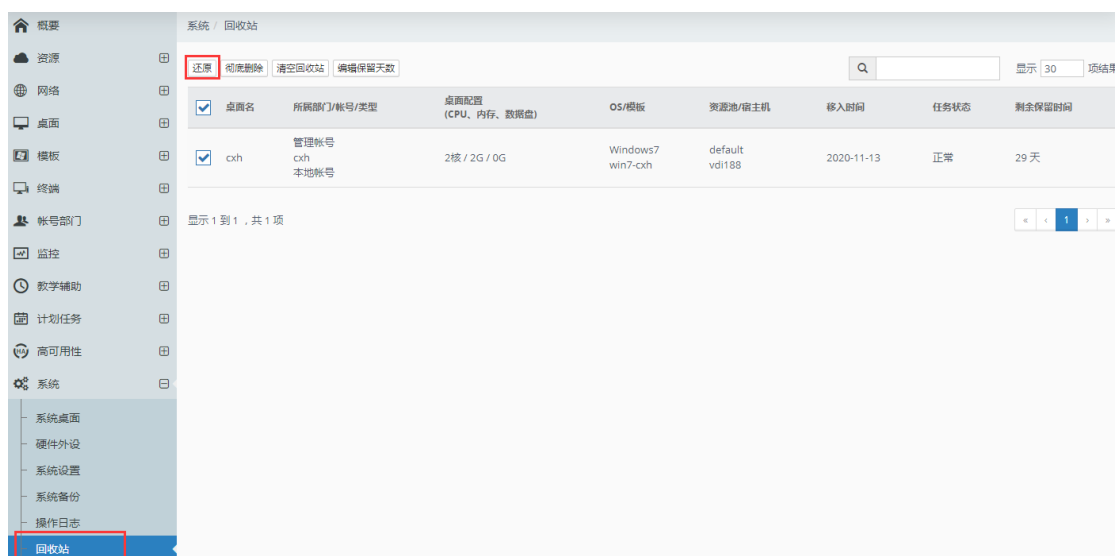 概要
资源
网络
桌面
模板
终端
帐号部门
监控
教学辅助
计划任务
高可用性
系统
系统桌面
硬件外设
系统设置
系统备份
操作日志
回收站
系统 / 回收站
还原 彻底删除 清空回收站 编辑保留天数 显示 30 项结果
桌面名 所属部门/帐号/类型 桌面配置 OS/模板 资源池/宿主机 移入时间 任务状态 剩余保留时间
(CPU、内存、数据盘)
管理帐号 Windows7 default
cxh cxh 2核 / 2G / 0G win7-cxh vdi188 2020-11-13 正常 29 天
本地帐号
显示 1 到 1 ，共 1 项 « ‹ 1 › »